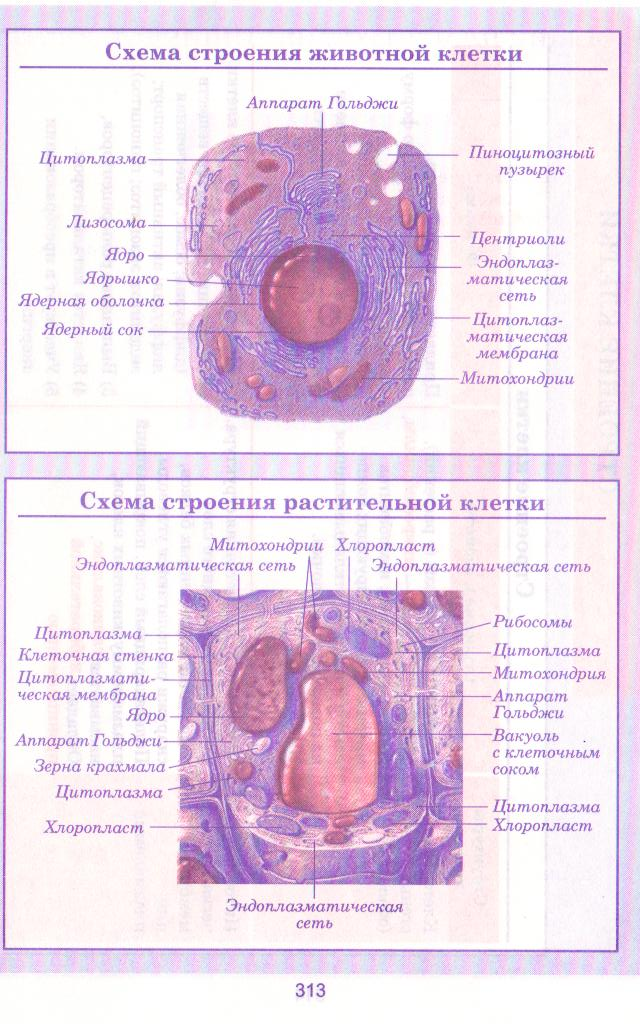 Схема строения животной клетки
Аппарат Гольджи
Цитоплазма
Лизосома
Ядро
Ядрышко
Ядерная оболочка
Ядерный сок
Пиноцитозный
пузырек
Центриоли
Эндоплаз-
матическая
сеть
Цитоплаз-
матическая
мембрана
Митохондрии
Схема строения растительной клетки
Митохондрии Хлоропласт
Эндоплазматическая сеть Эндоплазматическая сеть
Цитоплазма
Клеточная стенка
Цитоплазмати-
ческая мембрана
Ядро
Аппарат Гольджи
Зерна крахмала
Цитоплазма
Хлоропласт
Рибосомы
Цитоплазма
Митохондрия
Аппарат
Гольджи
Вакуоль
с клеточным
соком
Цитоплазма
Хлоропласт
Эндоплазматическая
сеть
313